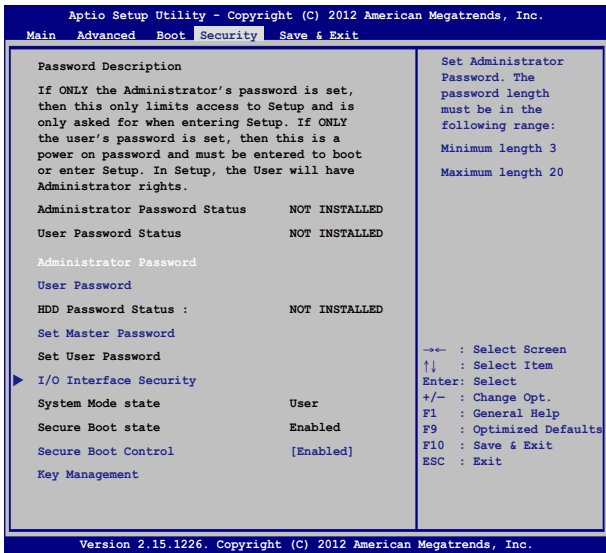 Aptio Setup Utility - Copyright (C) 2012 American Megatrends, Inc.
Main Advanced Boot Security Save & Exit
Password Description
If ONLY the Administrator's password is set,
then this only limits access to Setup and is
only asked for when entering Setup. If ONLY
the user's password is set, then this is a
power on password and must be entered to boot
or enter Setup. In Setup, the User will have
Administrator rights.
Administrator Password Status NOT INSTALLED
User Password Status NOT INSTALLED
Administrator Password
User Password
HDD Password Status : NOT INSTALLED
Set Master Password
Set User Password
I/O Interface Security
System Mode state User
Secure Boot state Enabled
Secure Boot Control [Enabled]
Key Management
Set Administrator
Password. The
password length
must be in the
following range:
Minimum length 3
Maximum length 20
→← : Select Screen
↑↓ : Select Item
Enter: Select
+/— : Change Opt.
F1 : General Help
F9 : Optimized Defaults
F10 : Save & Exit
ESC : Exit
Version 2.15.1226. Copyright (C) 2012 American Megatrends, Inc.